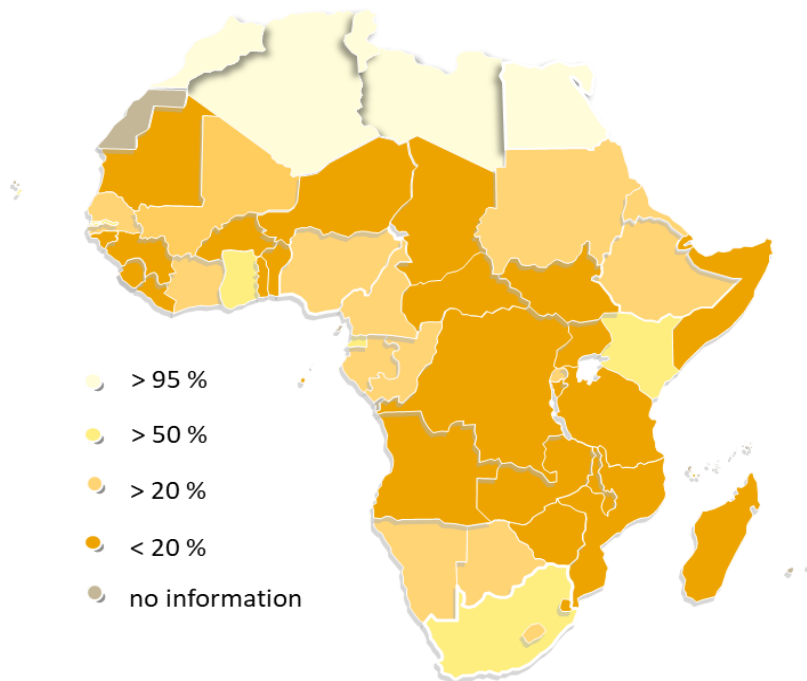 > 95 %
> 50 %
> 20 %
< 20 %
no information